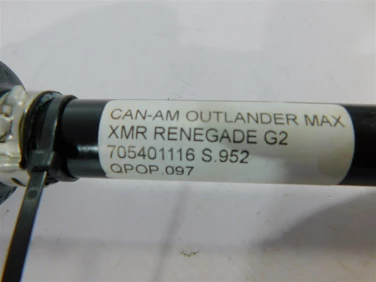 CAN-AM OUTLANDER MAX
XMR RENEGADE G2
705401116 S.952
QPOP.097